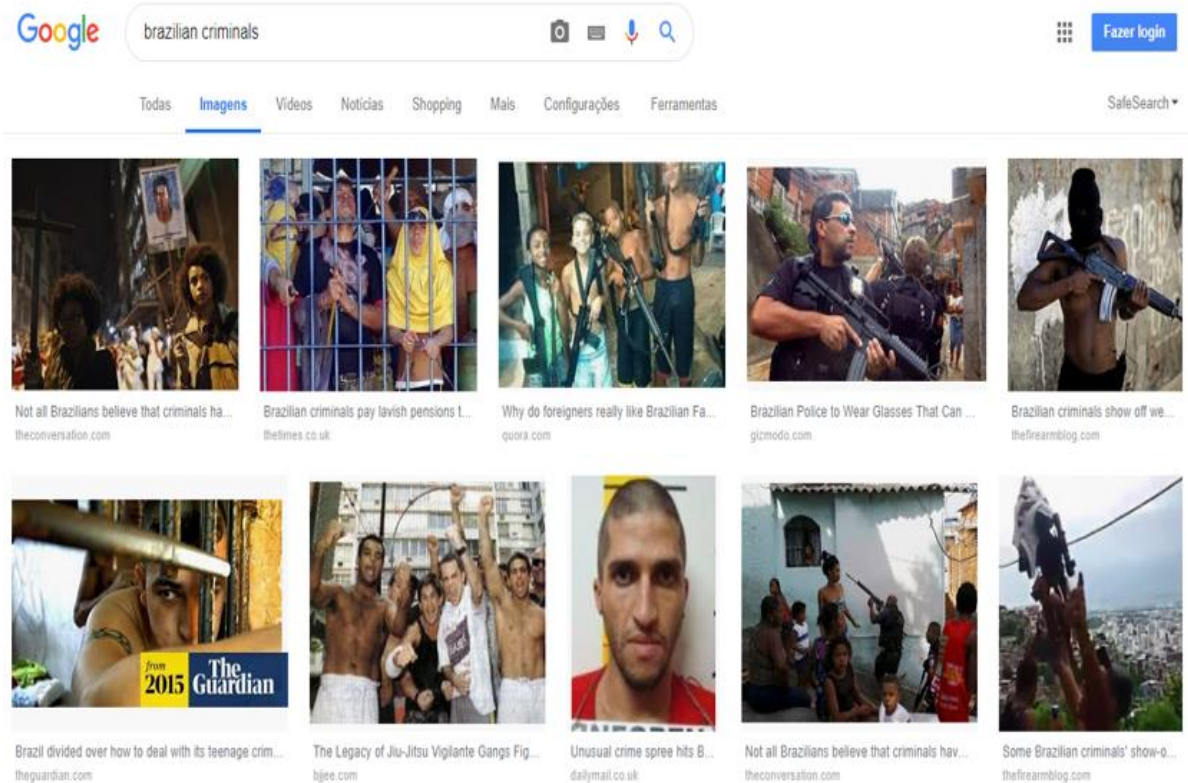 Google
brazilian criminals
Fazer login
Todas Imagens Vídeos Notícias Shopping Mais Configurações Ferramentas
SafeSearch
Not all Brazilians believe that criminals ha...
theconversation.com
Brazilian criminals pay lavish pensions t...
thetimes.co.uk
Why do foreigners really like Brazilian Fa...
quora.com
Brazilian Police to Wear Glasses That Can ...
gizmodo.com
Brazilian criminals show off we...
thefirearmblog.com
from
2015
The
Guardian
Brazil divided over how to deal with its teenage crim...
theguardian.com
The Legacy of Jiu-Jitsu Vigilante Gangs Fig...
bjjee.com
Unusual crime spree hits B...
dailymail.co.uk
Not all Brazilians believe that criminals hav...
theconversation.com
Some Brazilian criminals' show-o...
thefirearmblog.com